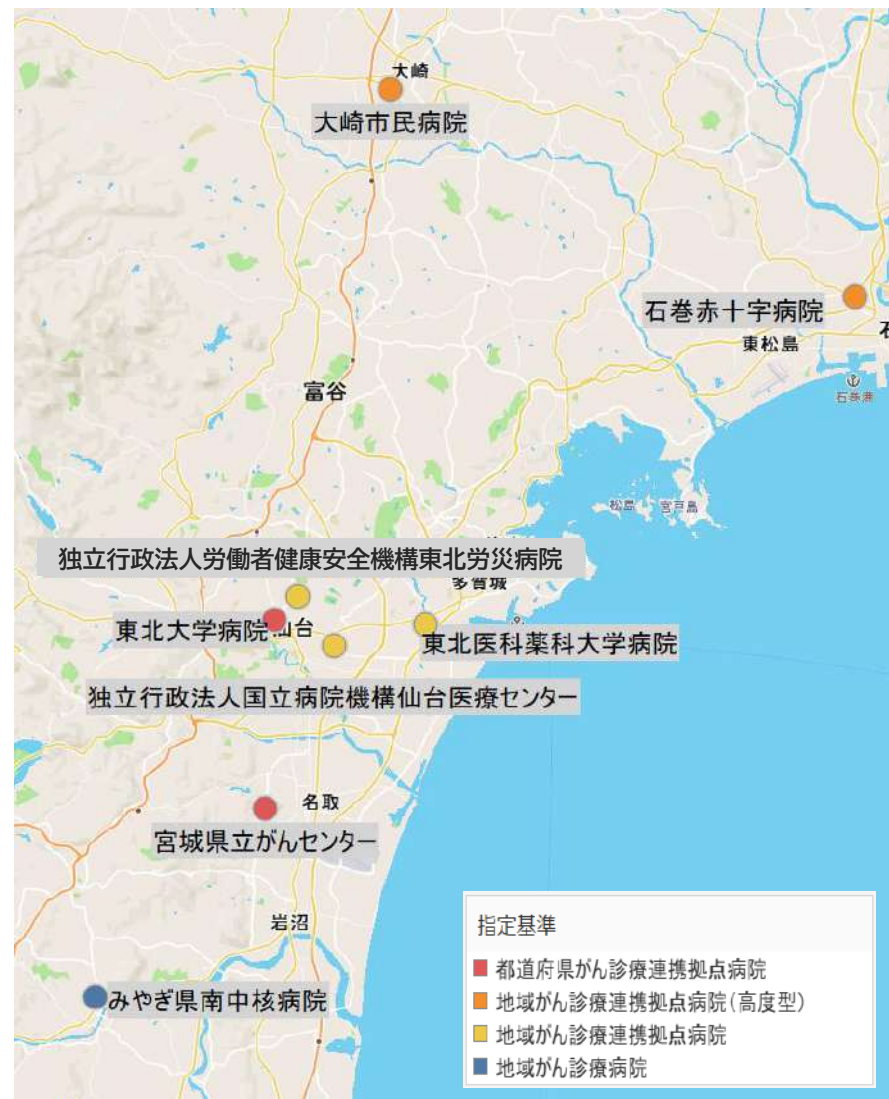 大崎
大崎市民病院
石巻赤十字病院
東松島
石巻港
富谷
松島
宮戸島
独立行政法人労働者健康安全機構東北労災病院
多賀城
東北大学病院
仙台
東北医科薬科大学病院
独立行政法人国立病院機構仙台医療センター
名取
宮城県立がんセンター
岩沼
みやぎ県南中核病院
指定基準
都道府県がん診療連携拠点病院
地域がん診療連携拠点病院(高度型)
地域がん診療連携拠点病院
地域がん診療病院